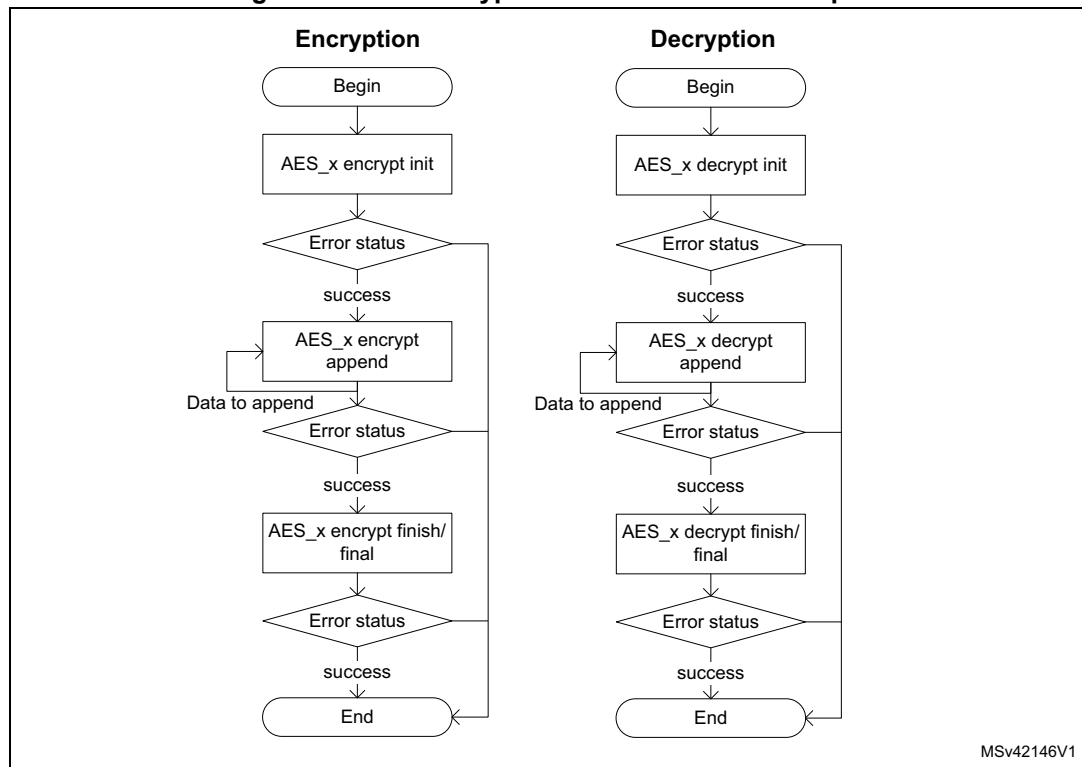 Encryption
Begin
AES_x encrypt init
Error status
success
AES_x encrypt
append
Data to append
Error status
success
AES_x encrypt finish/
final
Error status
success
End
Decryption
Begin
AES_x decrypt init
Error status
success
AES_x decrypt
append
Data to append
Error status
success
AES_x decrypt finish/
final
Error status
success
End
MSv42146V1